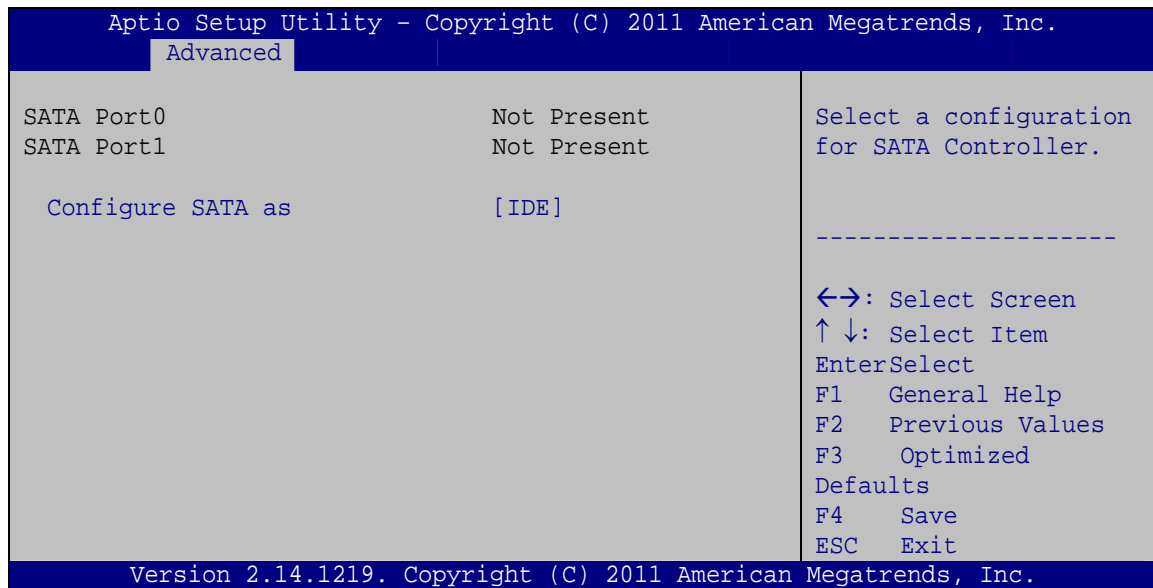 Aptio Setup Utility – Copyright (C) 2011 American Megatrends, Inc.
Advanced
SATA Port0 Not Present
SATA Port1 Not Present
Configure SATA as [IDE]
Select a configuration
for SATA Controller.
---------------------
←→: Select Screen
↑ ↓: Select Item
EnterSelect
F1 General Help
F2 Previous Values
F3 Optimized
Defaults
F4 Save
ESC Exit
Version 2.14.1219. Copyright (C) 2011 American Megatrends, Inc.